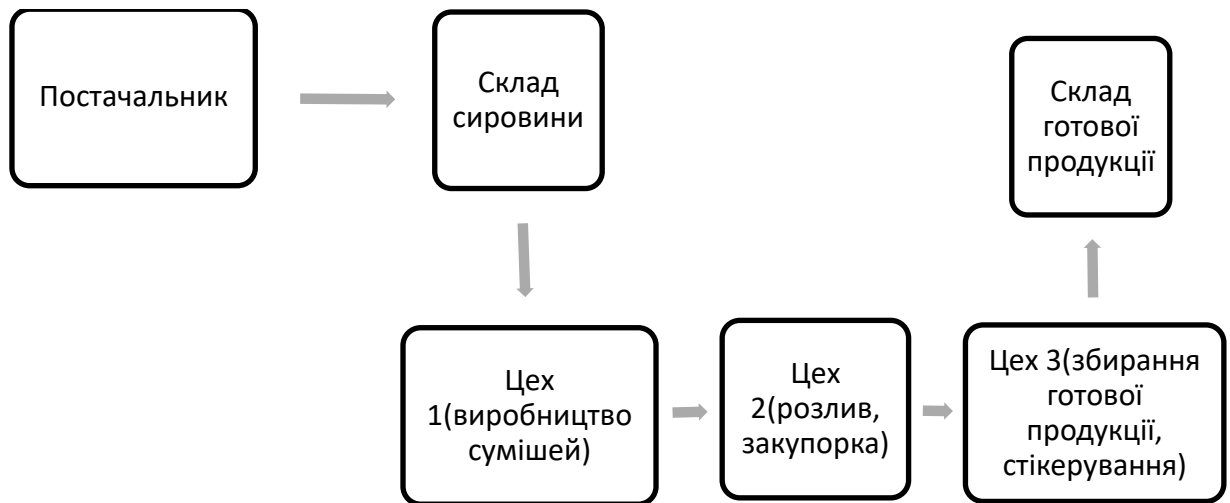 Постачальник
Склад
сировини
Цех
1(виробництво
сумішей)
Цех
2(розлив,
закупорка)
Цех 3(збирання
готової
продукції,
стікерування)
Склад
готової
продукції